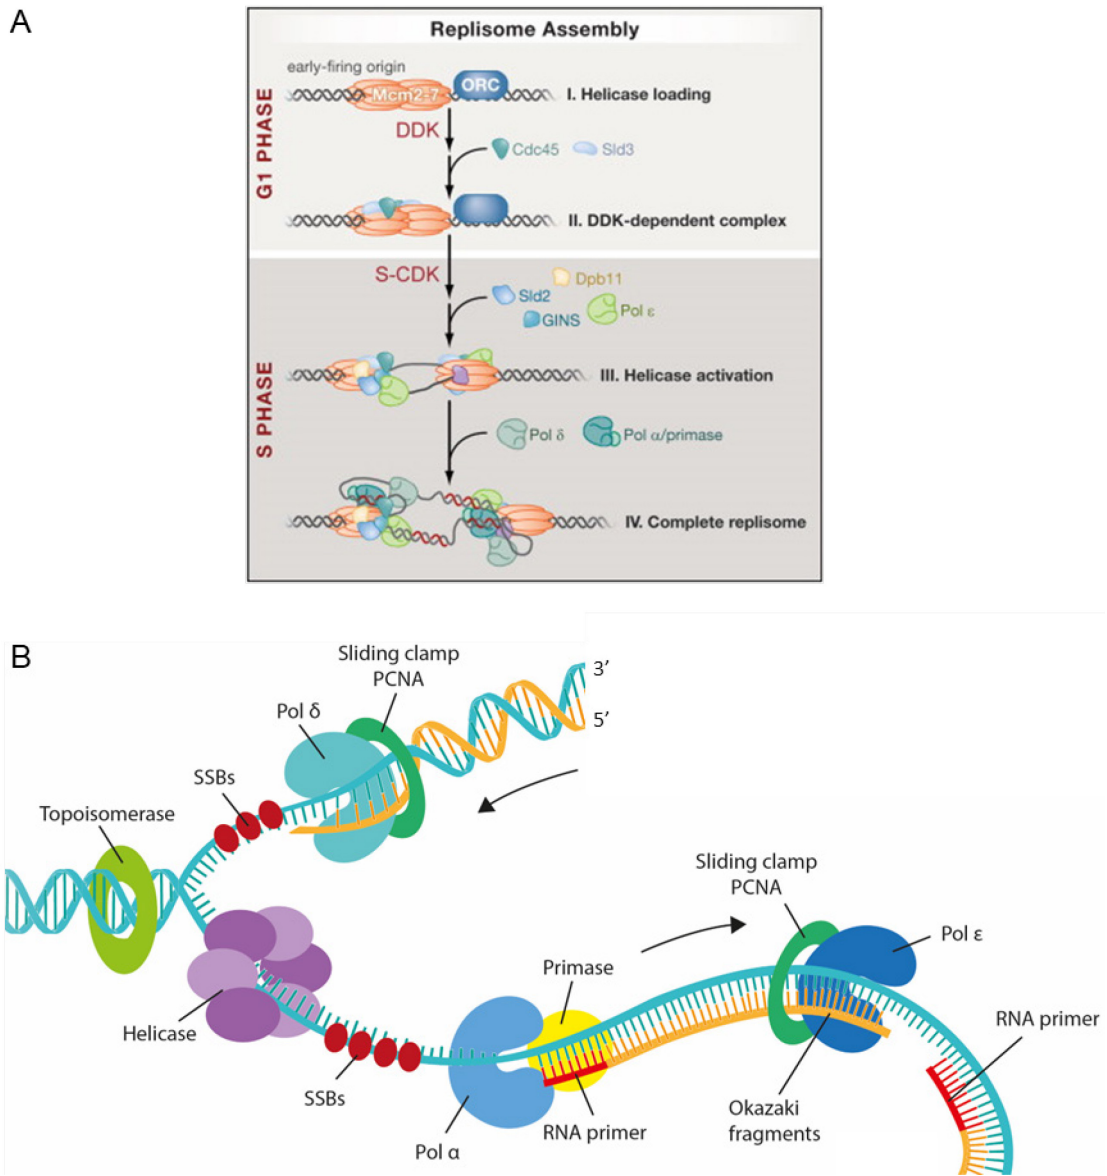 A
Replisome Assembly
early-firing origin
Mcm2-7
ORC
I. Helicase loading
G1 PHASE
DDK
Cdc45
Sld3
II. DDK-dependent complex
S-CDK
Dpb11
Sld2
GINS
Pol ε
S PHASE
III. Helicase activation
Pol δ
Pol α/primase
IV. Complete replisome
B
Sliding clamp
PCNA
3’
5’
Pol δ
SSBs
Topoisomerase
Sliding clamp
PCNA
Pol ε
Primase
Helicase
RNA primer
SSBs
Okazaki
fragments
RNA primer
Pol α